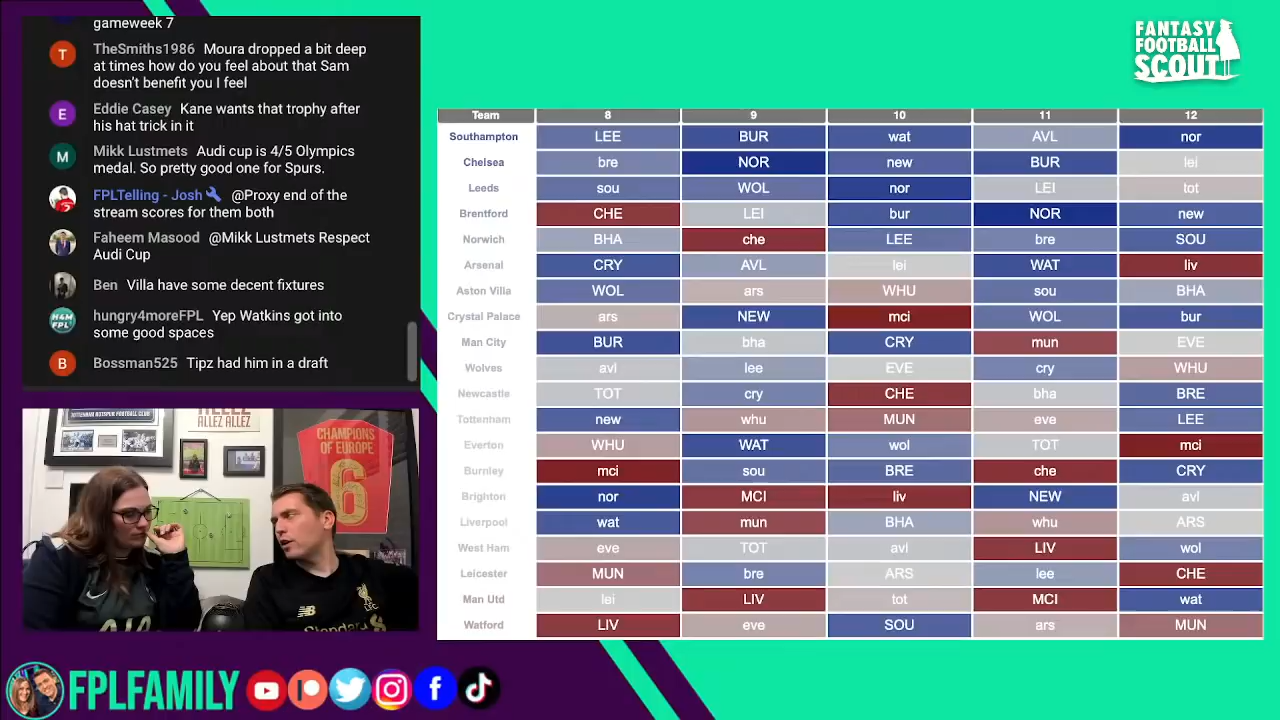 gameweek 7
TheSmiths1986 Moura dropped a bit deep
at times how do you feel about that Sam
doesn't benefit you I feel
Eddie Casey Kane wants that trophy after
his hat trick in it
Mikk Lustmets Audi cup is 4/5 Olympics
medal. So pretty good one for Spurs.
FPLTelling - Josh @Proxy end of the
stream scores for them both
Faheem Masood @Mikk Lustmets Respect
Audi Cup
Ben Villa have some decent fixtures
hungry4moreFPL Yep Watkins got into
some good spaces
Bossman525 Tipz had him in a draft
T
E
M
H4M
FPL
B
FANTASY
FOOTBALL
SCOUT
Team 8 9 10 11 12
Southampton LEE BUR wat AVL nor
Chelsea bre NOR new BUR lei
Leeds sou WOL nor LEI tot
Brentford CHE LEI bur NOR new
Norwich BHA che LEE bre SOU
Arsenal CRY AVL lei WAT liv
Aston Villa WOL ars WHU sou BHA
Crystal Palace ars NEW mci WOL bur
Man City BUR bha CRY mun EVE
Wolves avl lee EVE cry WHU
Newcastle TOT cry CHE bha BRE
Tottenham new whu MUN eve LEE
Everton WHU WAT wol TOT mci
Burnley mci sou BRE che CRY
Brighton nor MCI liv NEW avl
Liverpool wat mun BHA whu ARS
West Ham eve TOT avl LIV wol
Leicester MUN bre ARS lee CHE
Man Utd lei LIV tot MCI wat
Watford LIV eve SOU ars MUN
TOTTENHAM HOTSPUR FOOTBALL CLUB
ALLEZ ALLEZ
CHAMPIONS
OF EUROPE
6
NB
L.F.C.
Standard
FPLFAMILY